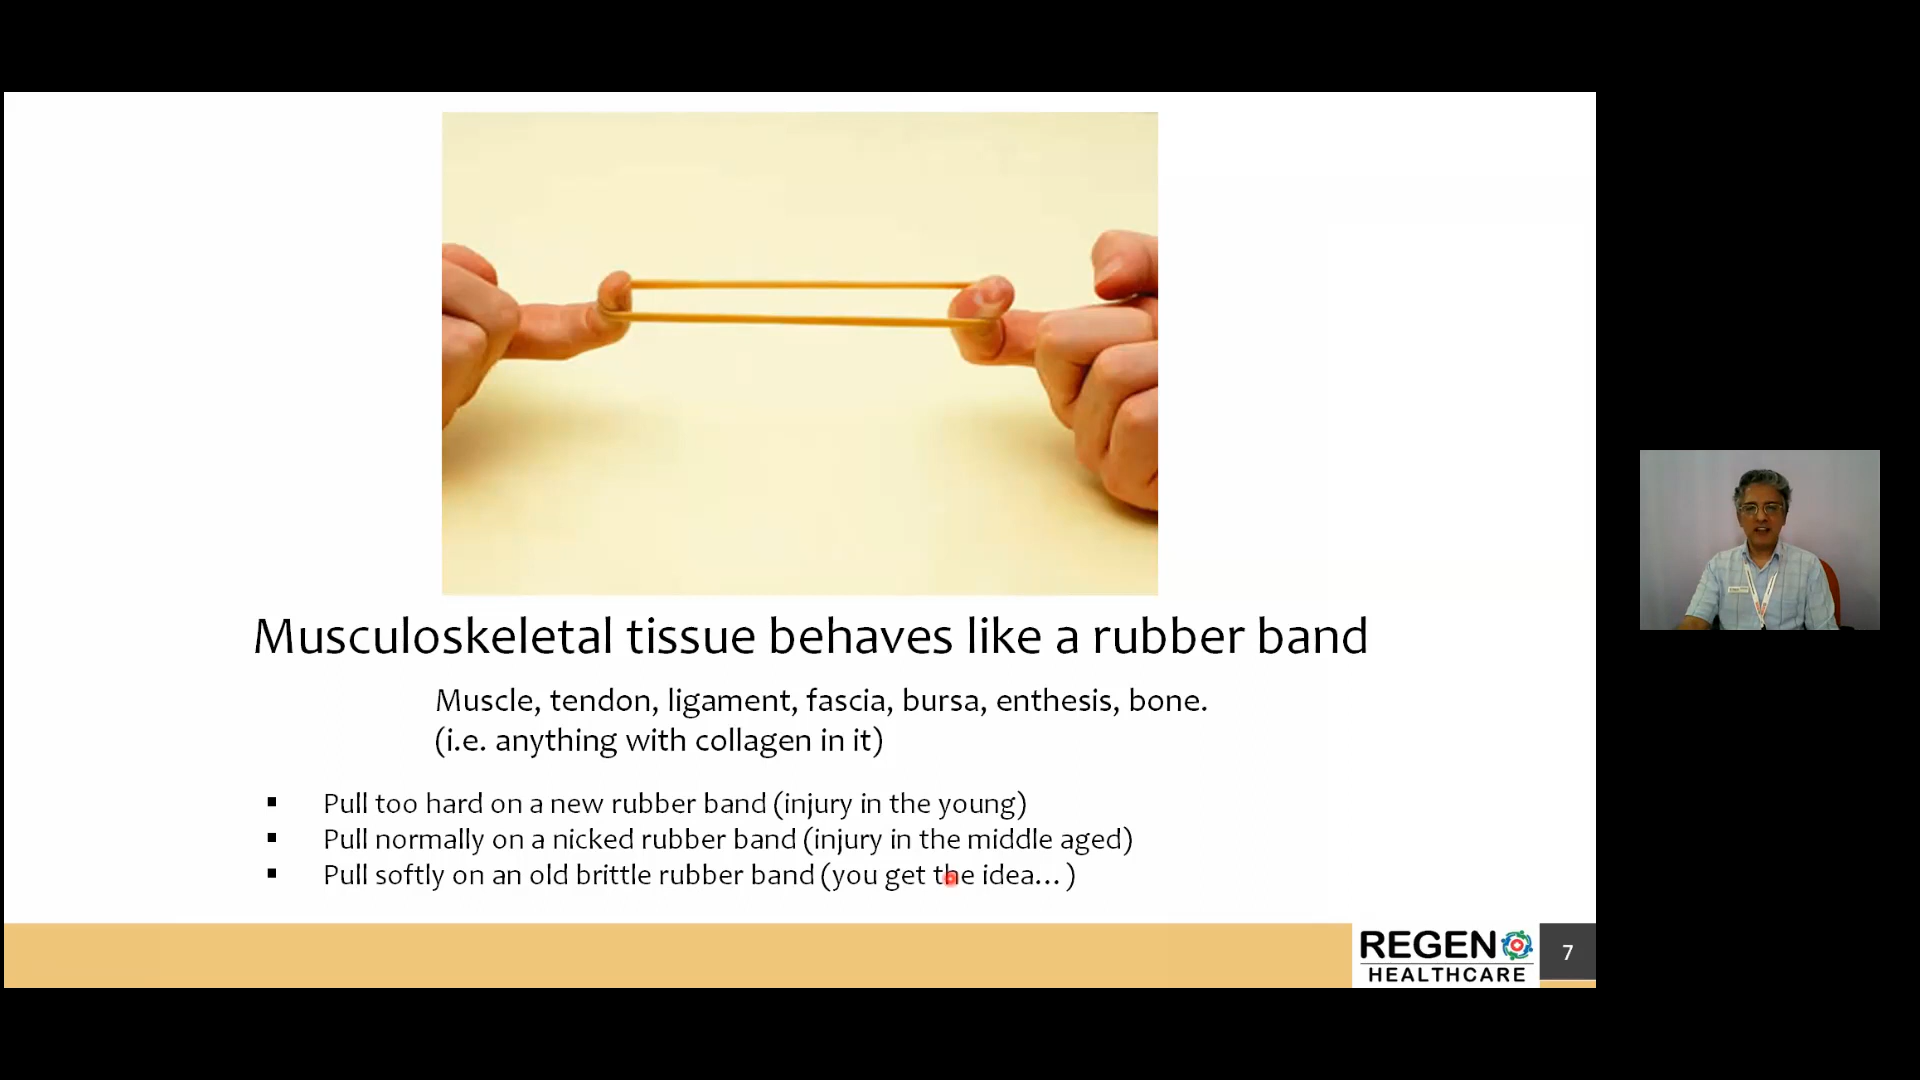 Musculoskeletal tissue behaves like a rubber band
Muscle, tendon, ligament, fascia, bursa, enthesis, bone.
(i.e. anything with collagen in it)
▪ Pull too hard on a new rubber band (injury in the young)
▪ Pull normally on a nicked rubber band (injury in the middle aged)
▪ Pull softly on an old brittle rubber band (you get the idea...)
REGEN
HEALTHCARE
7